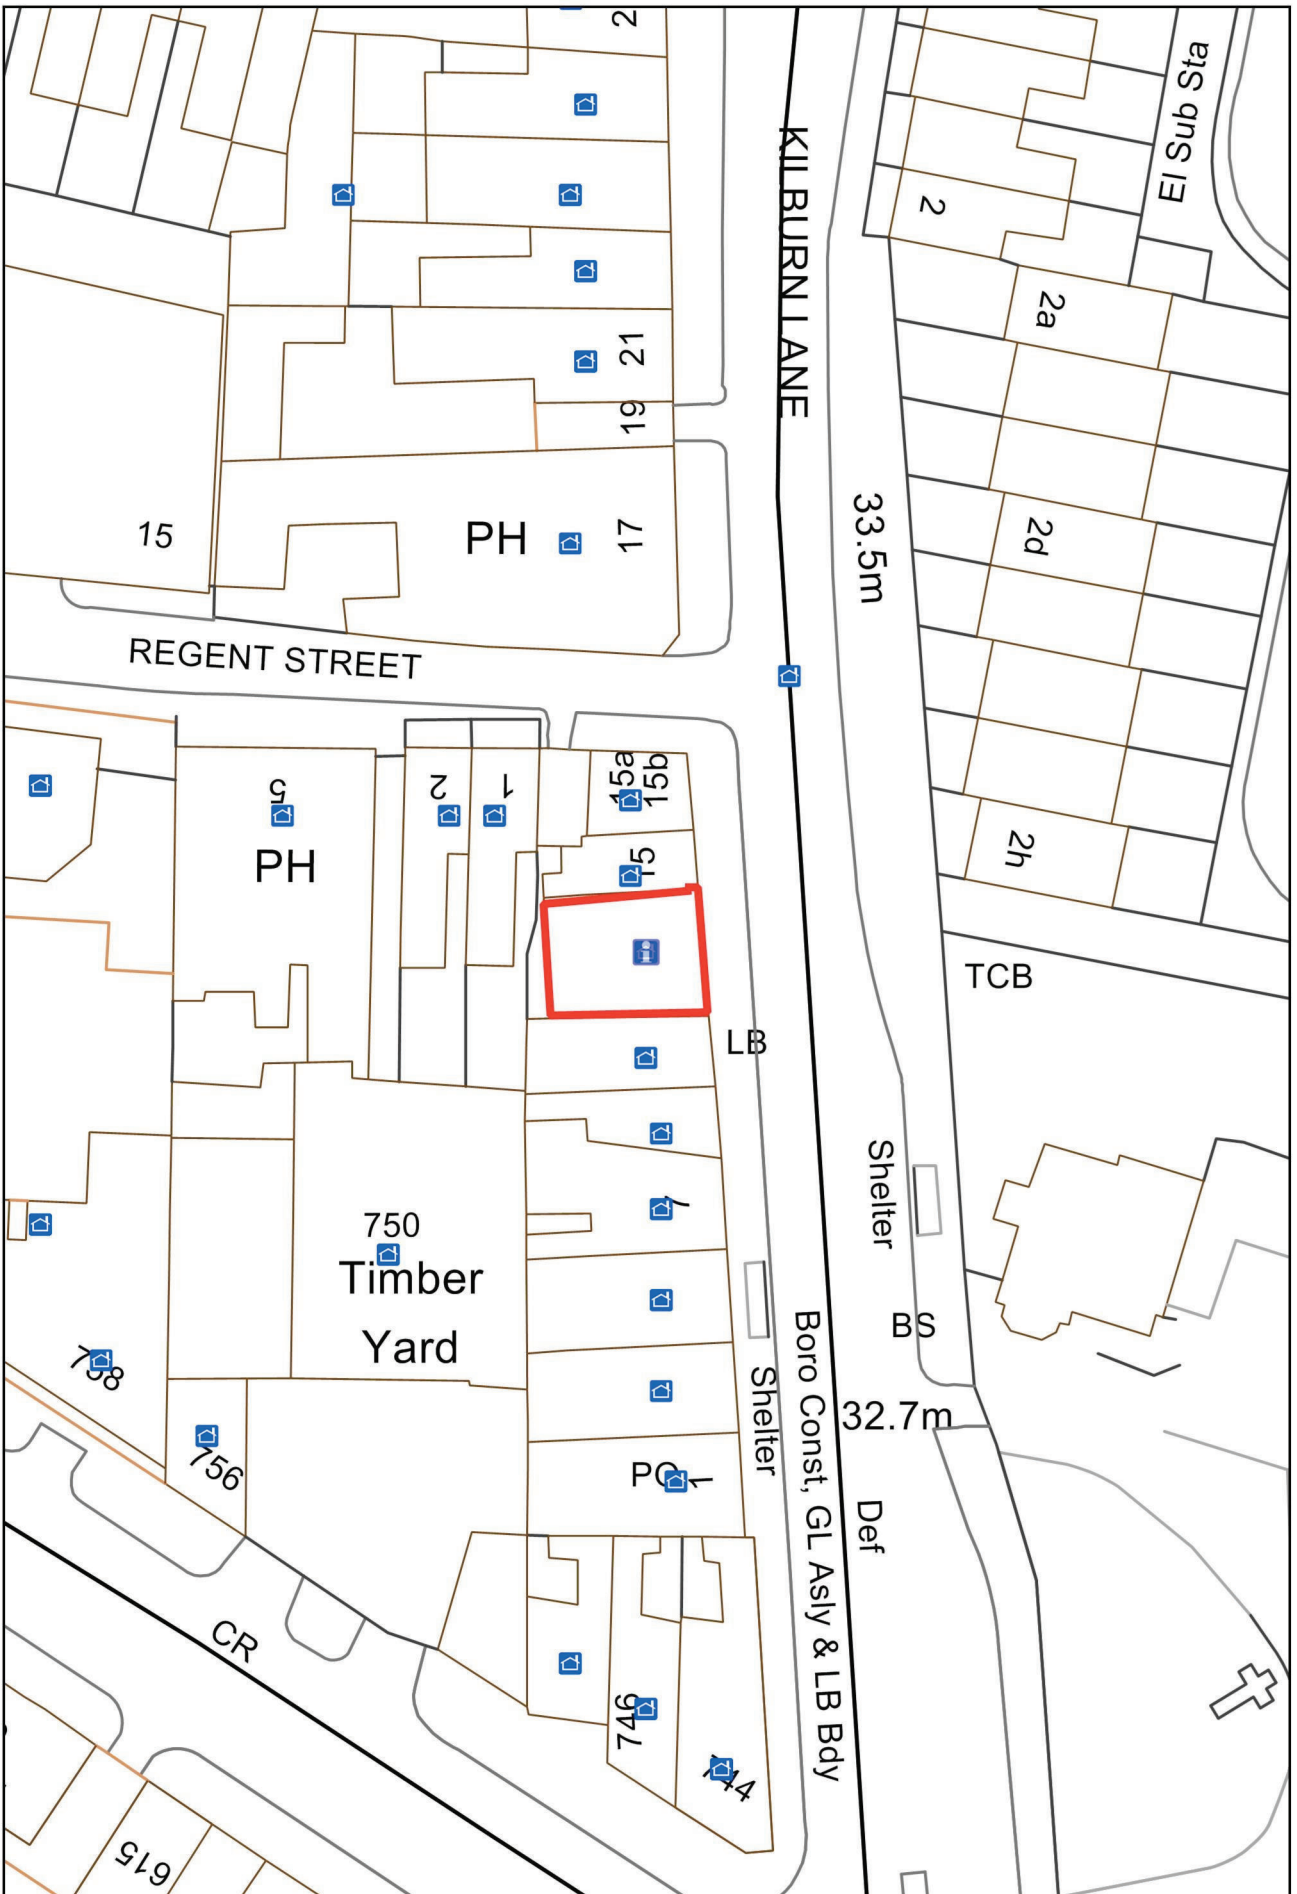 2
El Sub Sta
KILBURN LANE
2
2a
21
19
33.5m
15
PH
17
2d
REGENT STREET
15a
15b
5
2
1
2h
PH
15
TCB
LB
Shelter
7
750
Timber
Yard
BS
Boro Const, GL Asly & LB Bdy
758
Shelter
32.7m
756
PO
1
Def
CR
746
744
615